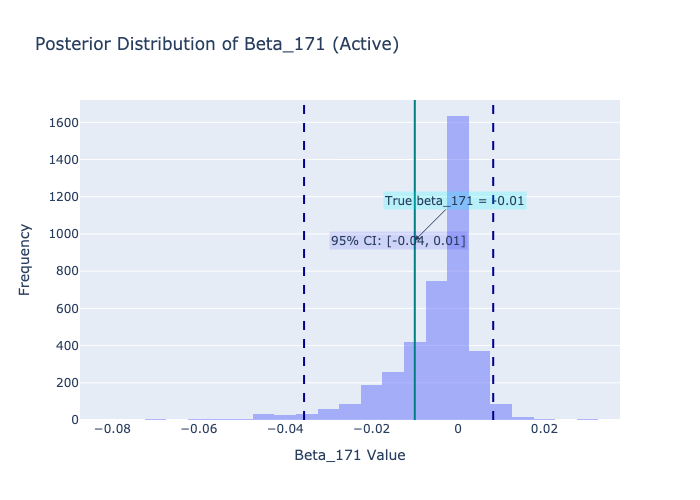 Posterior Distribution of Beta_171 (Active)
1600
1400
1200
True beta_171 = -0.01
1000
95% CI: [-0.04, 0.01]
800
600
400
200
0
Frequency
−0.08 −0.06 −0.04 −0.02 0 0.02
Beta_171 Value